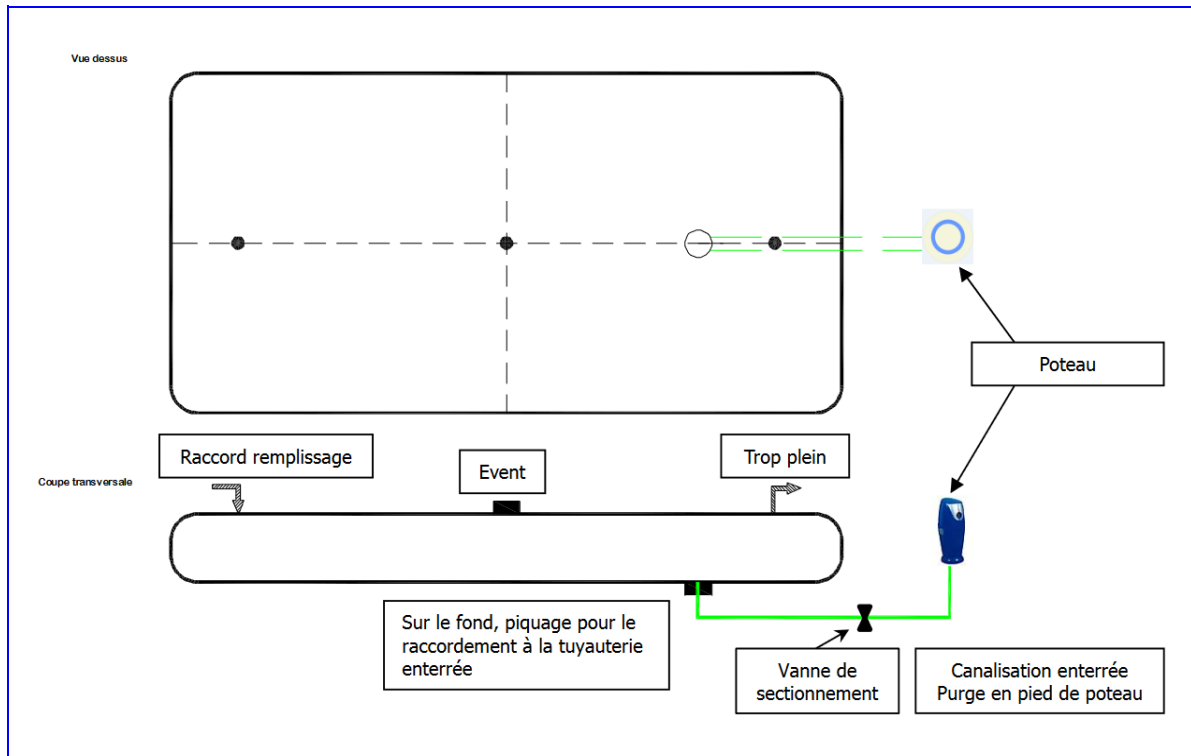 Vue dessus
Poteau
Raccord remplissage
Event
Trop plein
Coupe transversale
Sur le fond, piquage pour le
raccordement à la tuyauterie
enterrée
Vanne de
sectionnement
Canalisation enterrée
Purge en pied de poteau